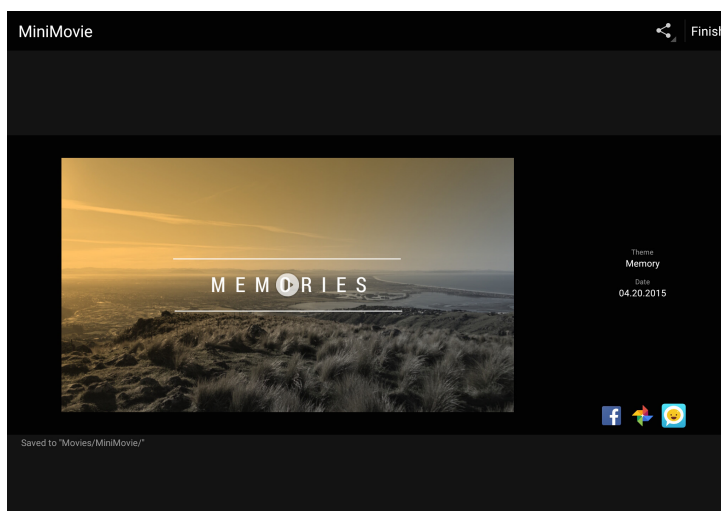 MiniMovie
Finish
MEMORIES
Theme
Memory
Date
04.20.2015
Saved to "Movies/MiniMovie/"